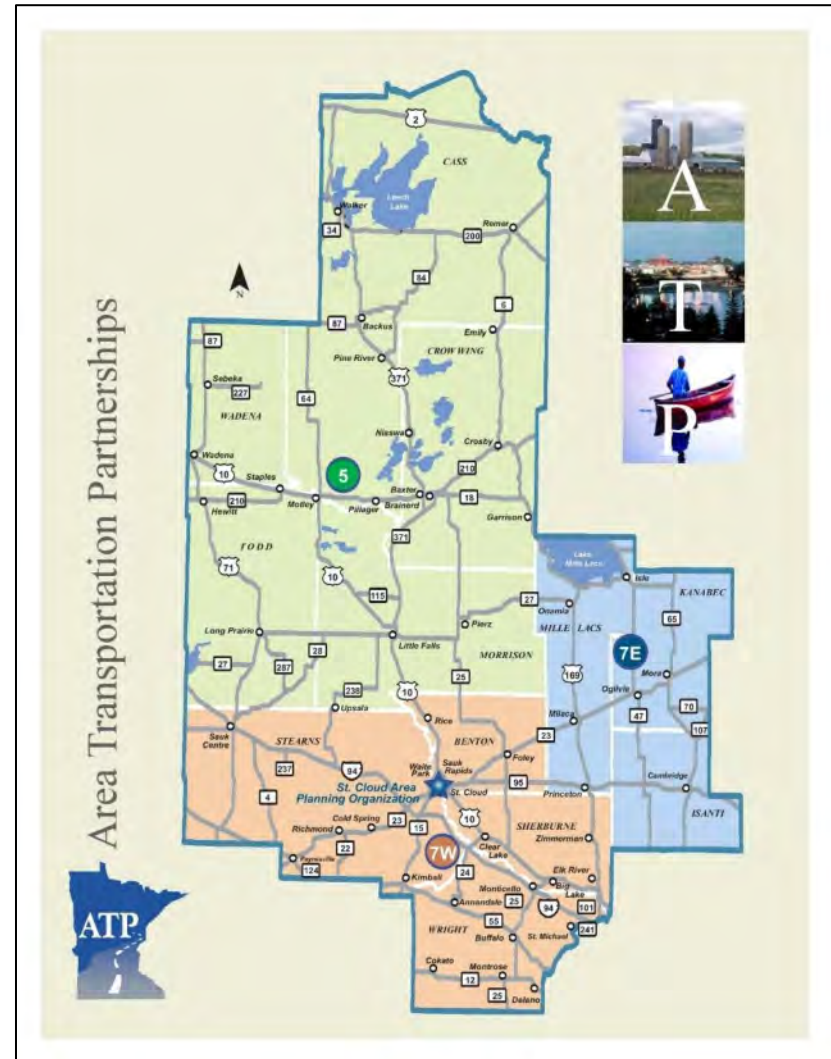 Area Transportation Partnerships
A
T
P
ATP
N
2
CASS
Leech
Lake
Walker
34
200
Remer
84
6
87
Backus
Emily
87
Pine River
CROW WING
371
Sebeka
227
64
WADENA
Nisswa
Crosby
Wadena
10
Staples
5
210
Baxter
210
Motley
Pillager
Brainerd
18
Hewitt
Garrison
371
TODD
71
10
115
Lake
Mille Lacs
Isle
KANABEC
27
Onamia
65
Pierz
MILLE LACS
Long Prairie
Little Falls
7E
27
287
28
MORRISON
169
Mora
238
10
25
Ogilvie
Upsala
Rice
47
70
Milaca
107
Sauk
Centre
STEARNS
BENTON
23
237
94
Waite
Park
Sauk
Rapids
Foley
St. Cloud Area
Planning Organization
St. Cloud
95
Princeton
Cambridge
4
10
ISANTI
Cold Spring
23
15
SHERBURNE
Richmond
Clear
Lake
Zimmerman
22
7W
Paynesville
124
Kimball
24
Elk River
Monticello
Big
Lake
25
94
101
Annandale
55
241
WRIGHT
Buffalo
St. Michael
Cokato
Montrose
12
25
Delano